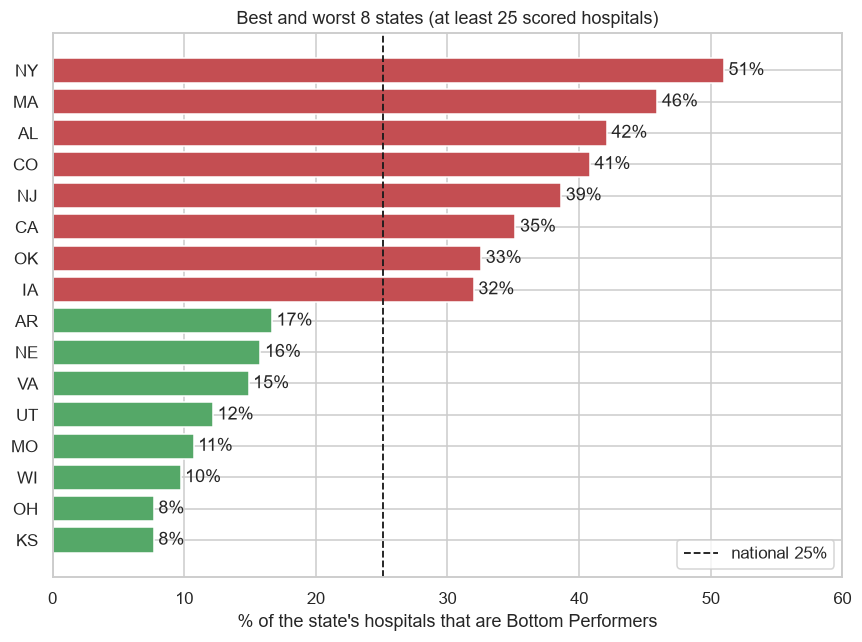 Best and worst 8 states (at least 25 scored hospitals)
NY 51%
MA 46%
AL 42%
CO 41%
NJ 39%
CA 35%
OK 33%
IA 32%
AR 17%
NE 16%
VA 15%
UT 12%
MO 11%
WI 10%
OH 8%
KS 8%
national 25%
0 10 20 30 40 50 60
% of the state's hospitals that are Bottom Performers